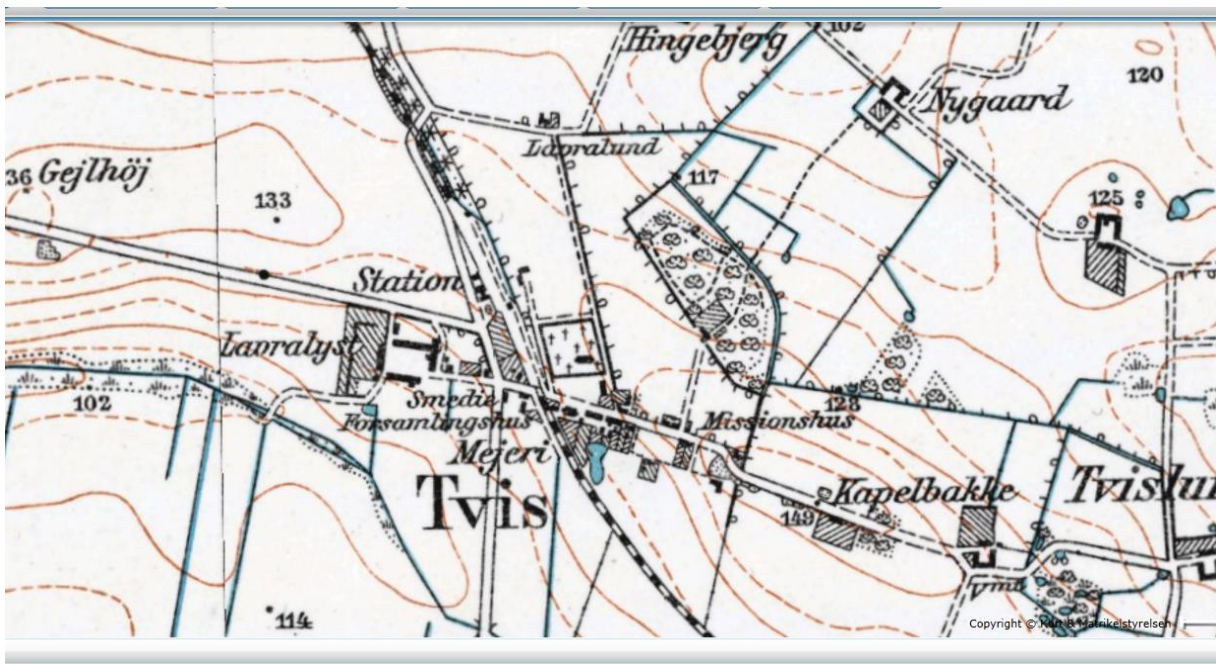 Hingebjerg
102
120
Nygaard
Lavralund
117
36 Gejlhöj
133
125
Station
Lavralyst
102
128
Smedie
Forsamlingshus
Missionshus
Mejeri
Tvis
Kapelbakke
149
Tvislu
Vmø
114
Copyright © Kort & Matrikelstyrelsen